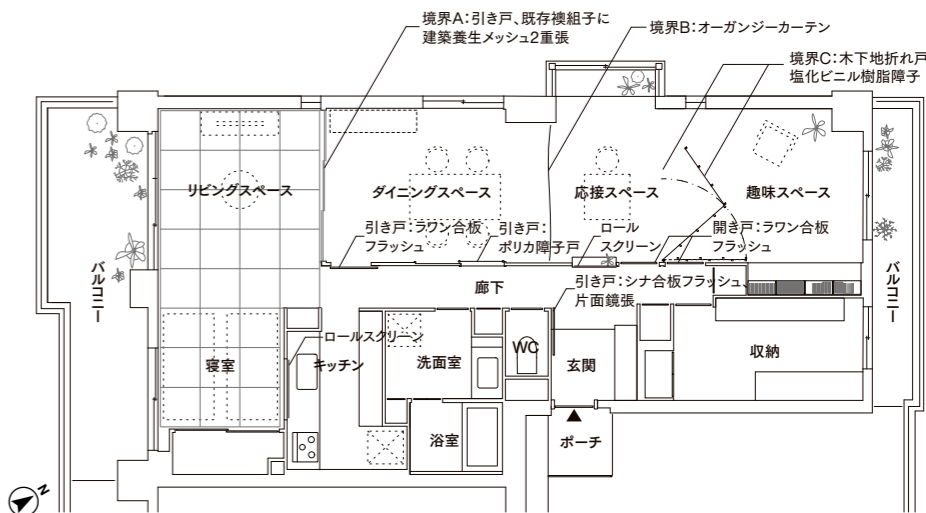 境界A：引き戸、既存襖組子に
建築養生メッシュ2重張
境界B：オーガンジーカーテン
境界C：木下地折れ戸
塩化ビニル樹脂障子
リビングスペース
ダイニングスペース
応接スペース
趣味スペース
引き戸：ラワン合板
フラッシュ
引き戸：
ポリカ障子戸
ロール
スクリーン
開き戸：ラワン合板
フラッシュ
バルコニー
バルコニー
廊下
引き戸：シナ合板フラッシュ、
片面鏡張
ロールスクリーン
寝室
キッチン
洗面室
WC
玄関
収納
浴室
ポーチ
N